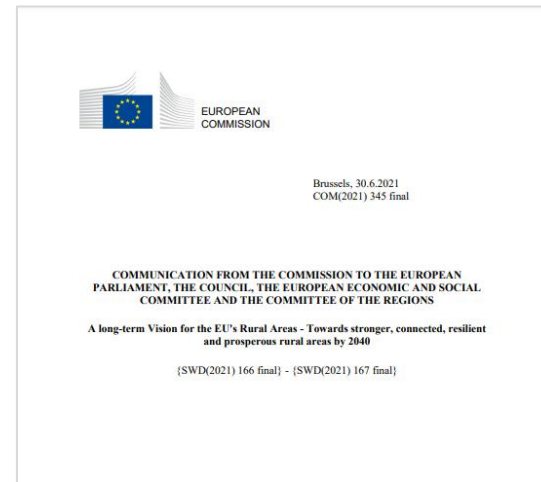 EUROPEAN
COMMISSION
Brussels, 30.6.2021
COM(2021) 345 final
COMMUNICATION FROM THE COMMISSION TO THE EUROPEAN
PARLIAMENT, THE COUNCIL, THE EUROPEAN ECONOMIC AND SOCIAL
COMMITTEE AND THE COMMITTEE OF THE REGIONS
A long-term Vision for the EU's Rural Areas - Towards stronger, connected, resilient
and prosperous rural areas by 2040
{SWD(2021) 166 final} - {SWD(2021) 167 final}